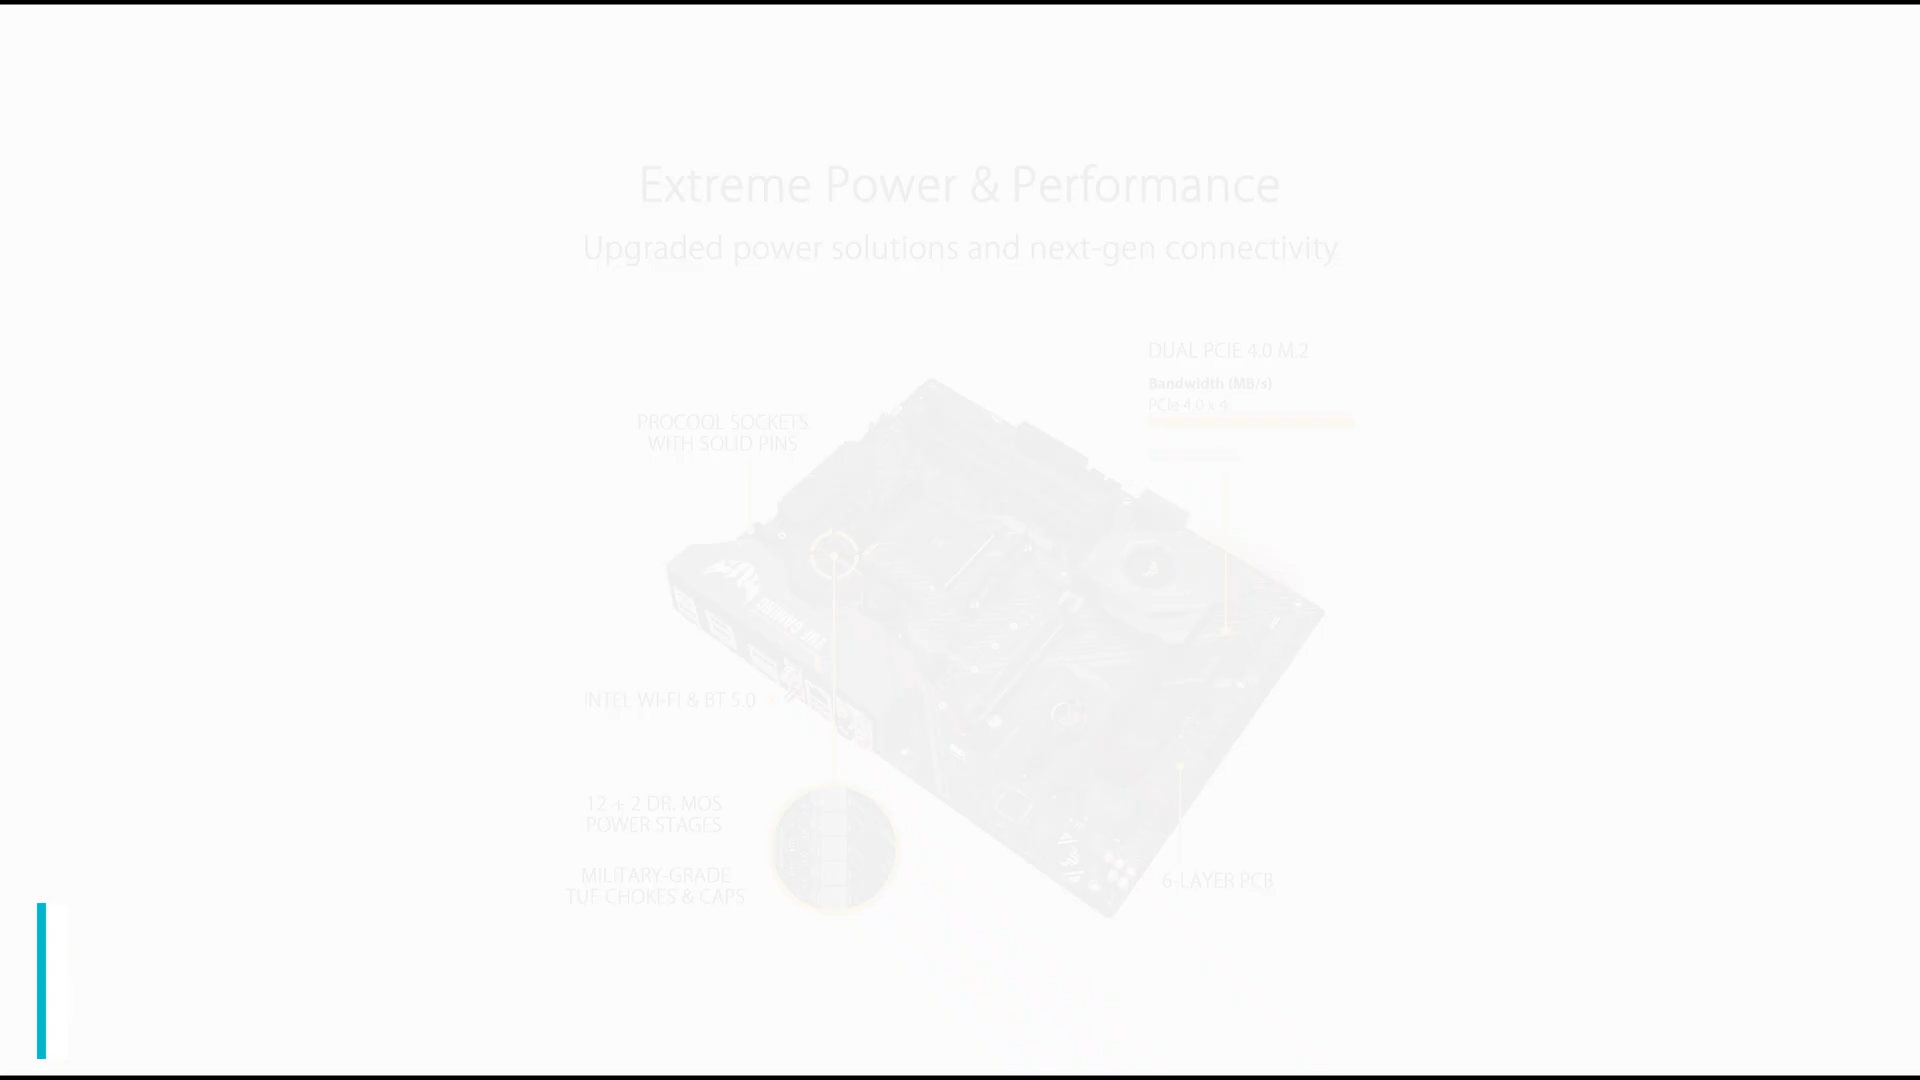 Extreme Power & Performance
Upgraded power solutions and next-gen connectivity
DUAL PCIE 4.0 M.2
Bandwidth (MB/s)
PCIe 4.0 x 4
PROCOOL SOCKETS
WITH SOLID PINS
TUF GAMING
INTEL WI-FI & BT 5.0
12 + 2 DR. MOS
POWER STAGES
MILITARY-GRADE
TUF CHOKES & CAPS
6-LAYER PCB